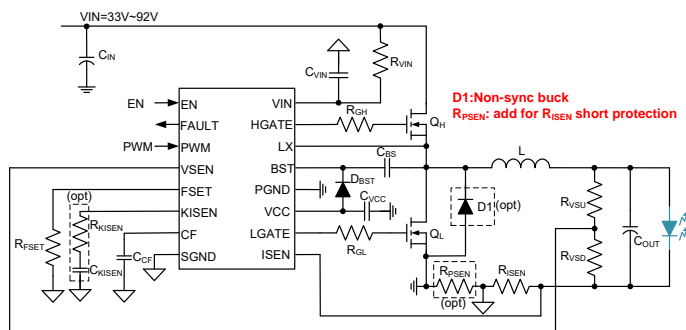 VIN=33V~92V
CIN
CVIN
RVIN
D1:Non-sync buck
RPSEN: add for RISEN short protection
EN
EN
VIN
FAULT
HGATE
RGH
QH
PWM
PWM
LX
L
VSEN
BST
CBS
FSET
PGND
DBST
CVCC
D1
(opt)
RVSU
(opt)
KISEN
VCC
RKISEN
RFSET
CF
LGATE
RGL
QL
RVSD
COUT
CKISEN
CCF
SGND
ISEN
RPSEN
(opt)
RISEN